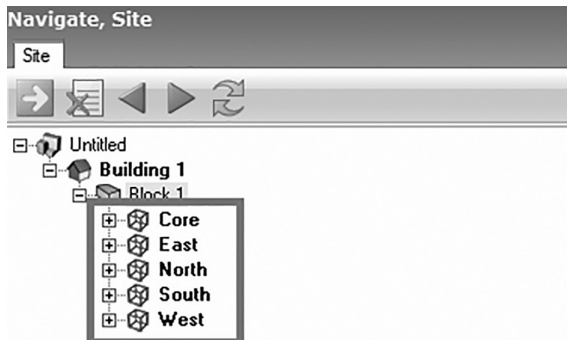 Navigate, Site
Site
Untitled
Building 1
Block 1
Core
East
North
South
West